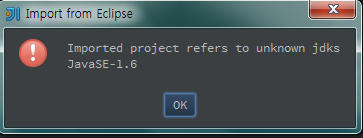 Import from Eclipse
Imported project refers to unknown jdks
JavaSE-1.6
OK